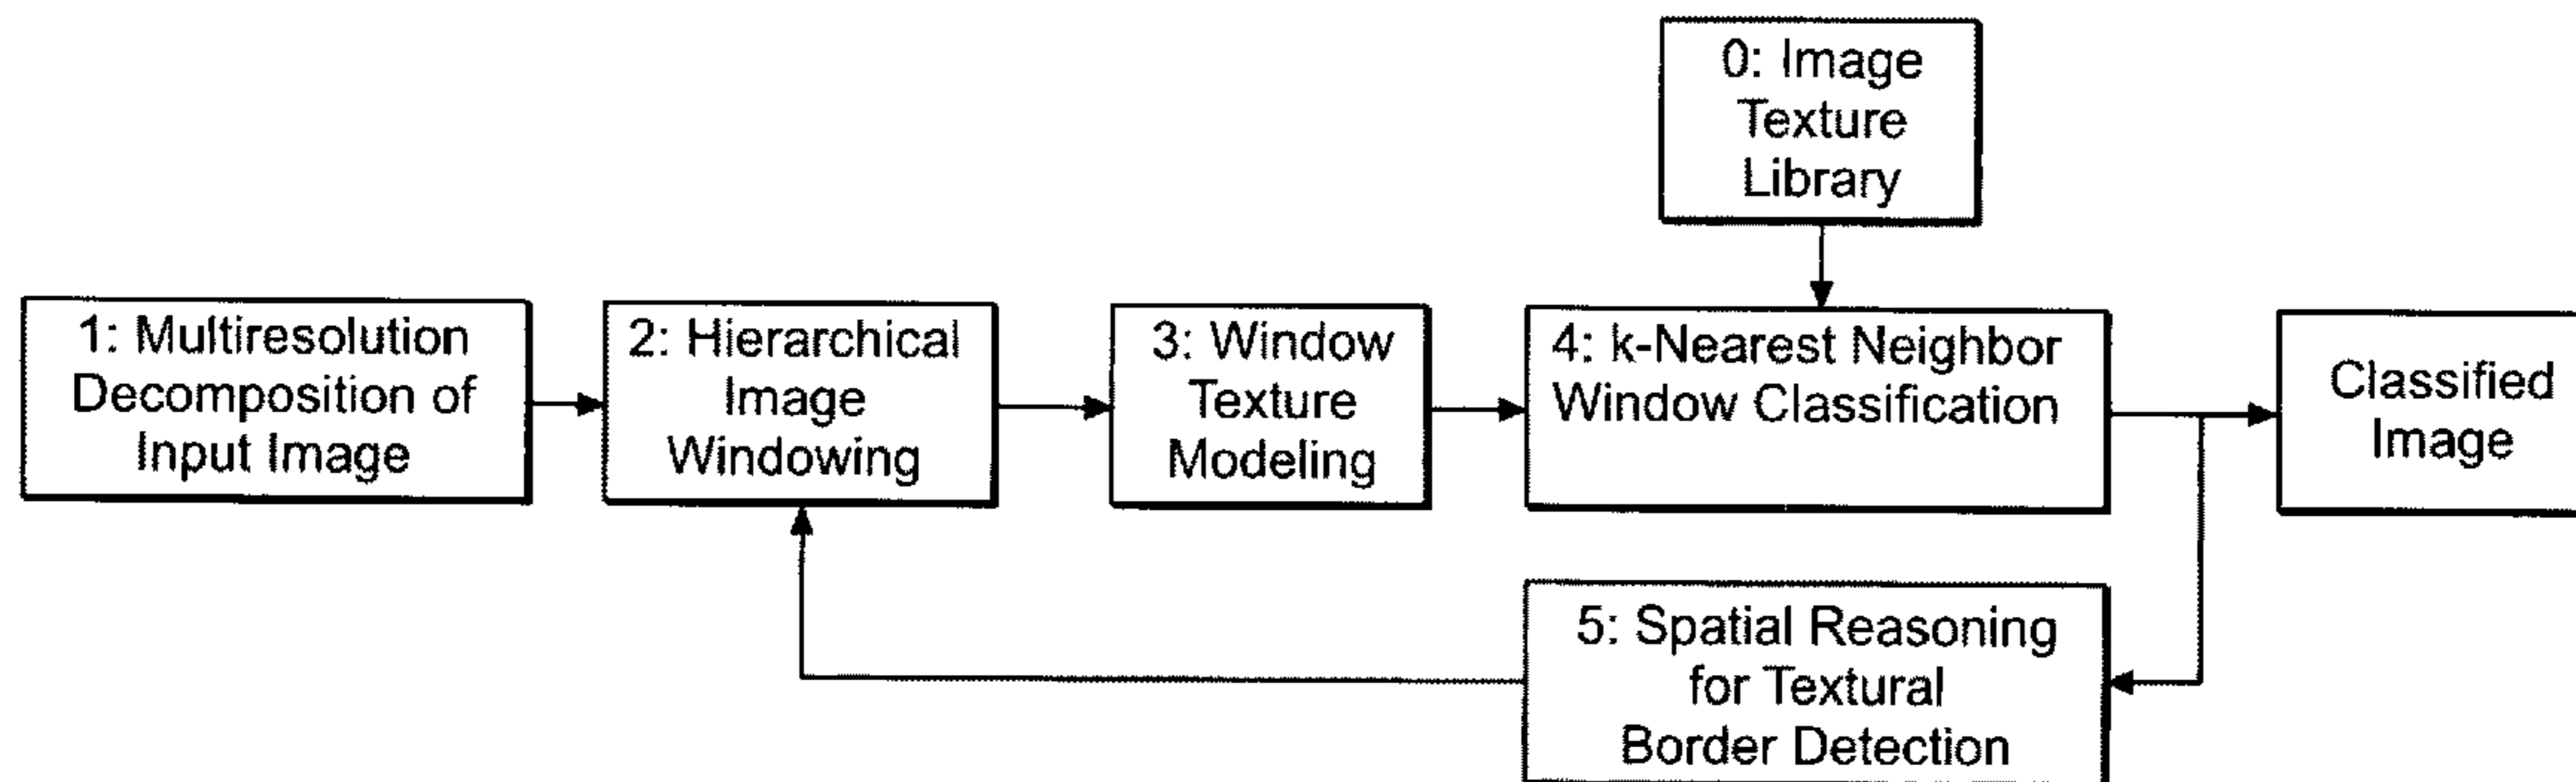 0: Image
Texture
Library
1: Multiresolution
Decomposition of
Input Image
2: Hierarchical
Image
Windowing
3: Window
Texture
Modeling
4: k-Nearest Neighbor
Window Classification
Classified
Image
5: Spatial Reasoning
for Textural
Border Detection